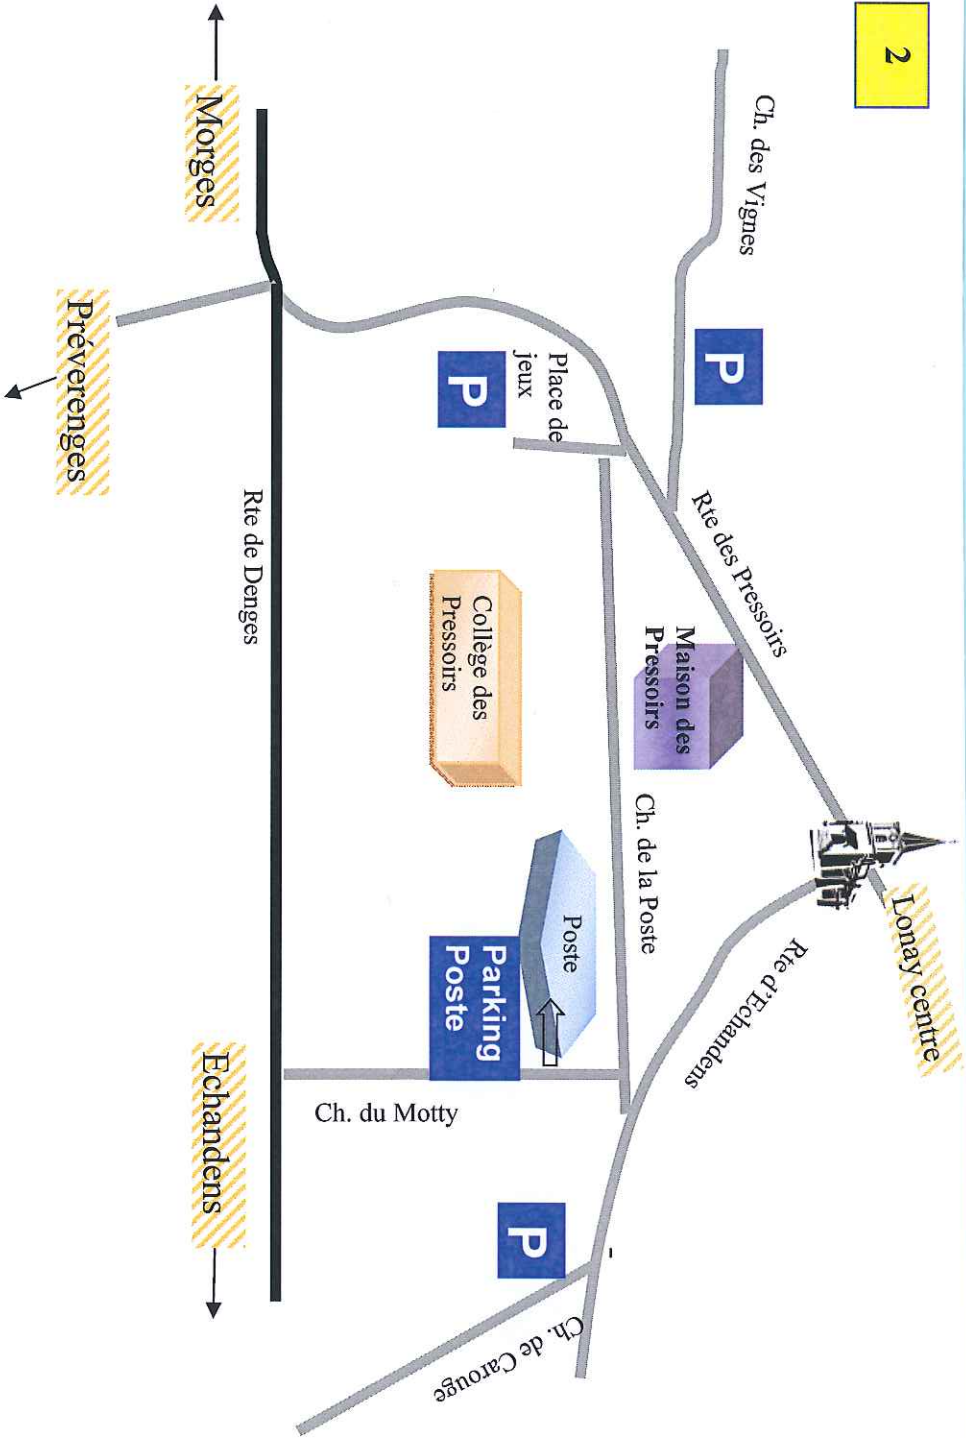 2
Ch. des Vignes
P
Rte des Pressoirs
Lonay centre
Maison des
Pressoirs
Ch. de la Poste
Rte d'Echandens
Place de
jeux
P
Collège des
Pressoirs
Poste
Parking
Poste
P
Ch. du Motty
Ch. de Carouge
Rte de Denges
Morges
Echandens
Préverenges